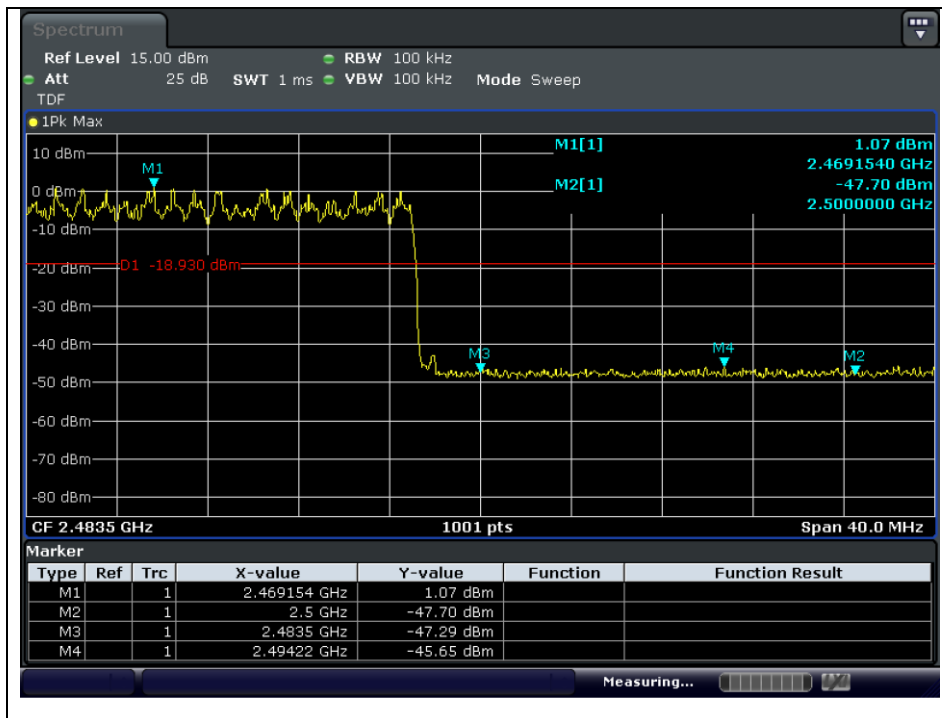 Spectrum
Ref Level 15.00 dBm RBW 100 kHz
Att 25 dB SWT 1 ms VBW 100 kHz Mode Sweep
TDF
1Pk Max
M1[1] 1.07 dBm
2.4691540 GHz
M2[1] -47.70 dBm
2.5000000 GHz
10 dBm
M1
0 dBm
-10 dBm
-20 dBm
D1 -18.930 dBm
-30 dBm
-40 dBm
M3
M4
M2
-50 dBm
-60 dBm
-70 dBm
-80 dBm
CF 2.4835 GHz 1001 pts Span 40.0 MHz
Marker
Type Ref Trc X-value Y-value Function Function Result
M1 1 2.469154 GHz 1.07 dBm
M2 1 2.5 GHz -47.70 dBm
M3 1 2.4835 GHz -47.29 dBm
M4 1 2.49422 GHz -45.65 dBm
Measuring...